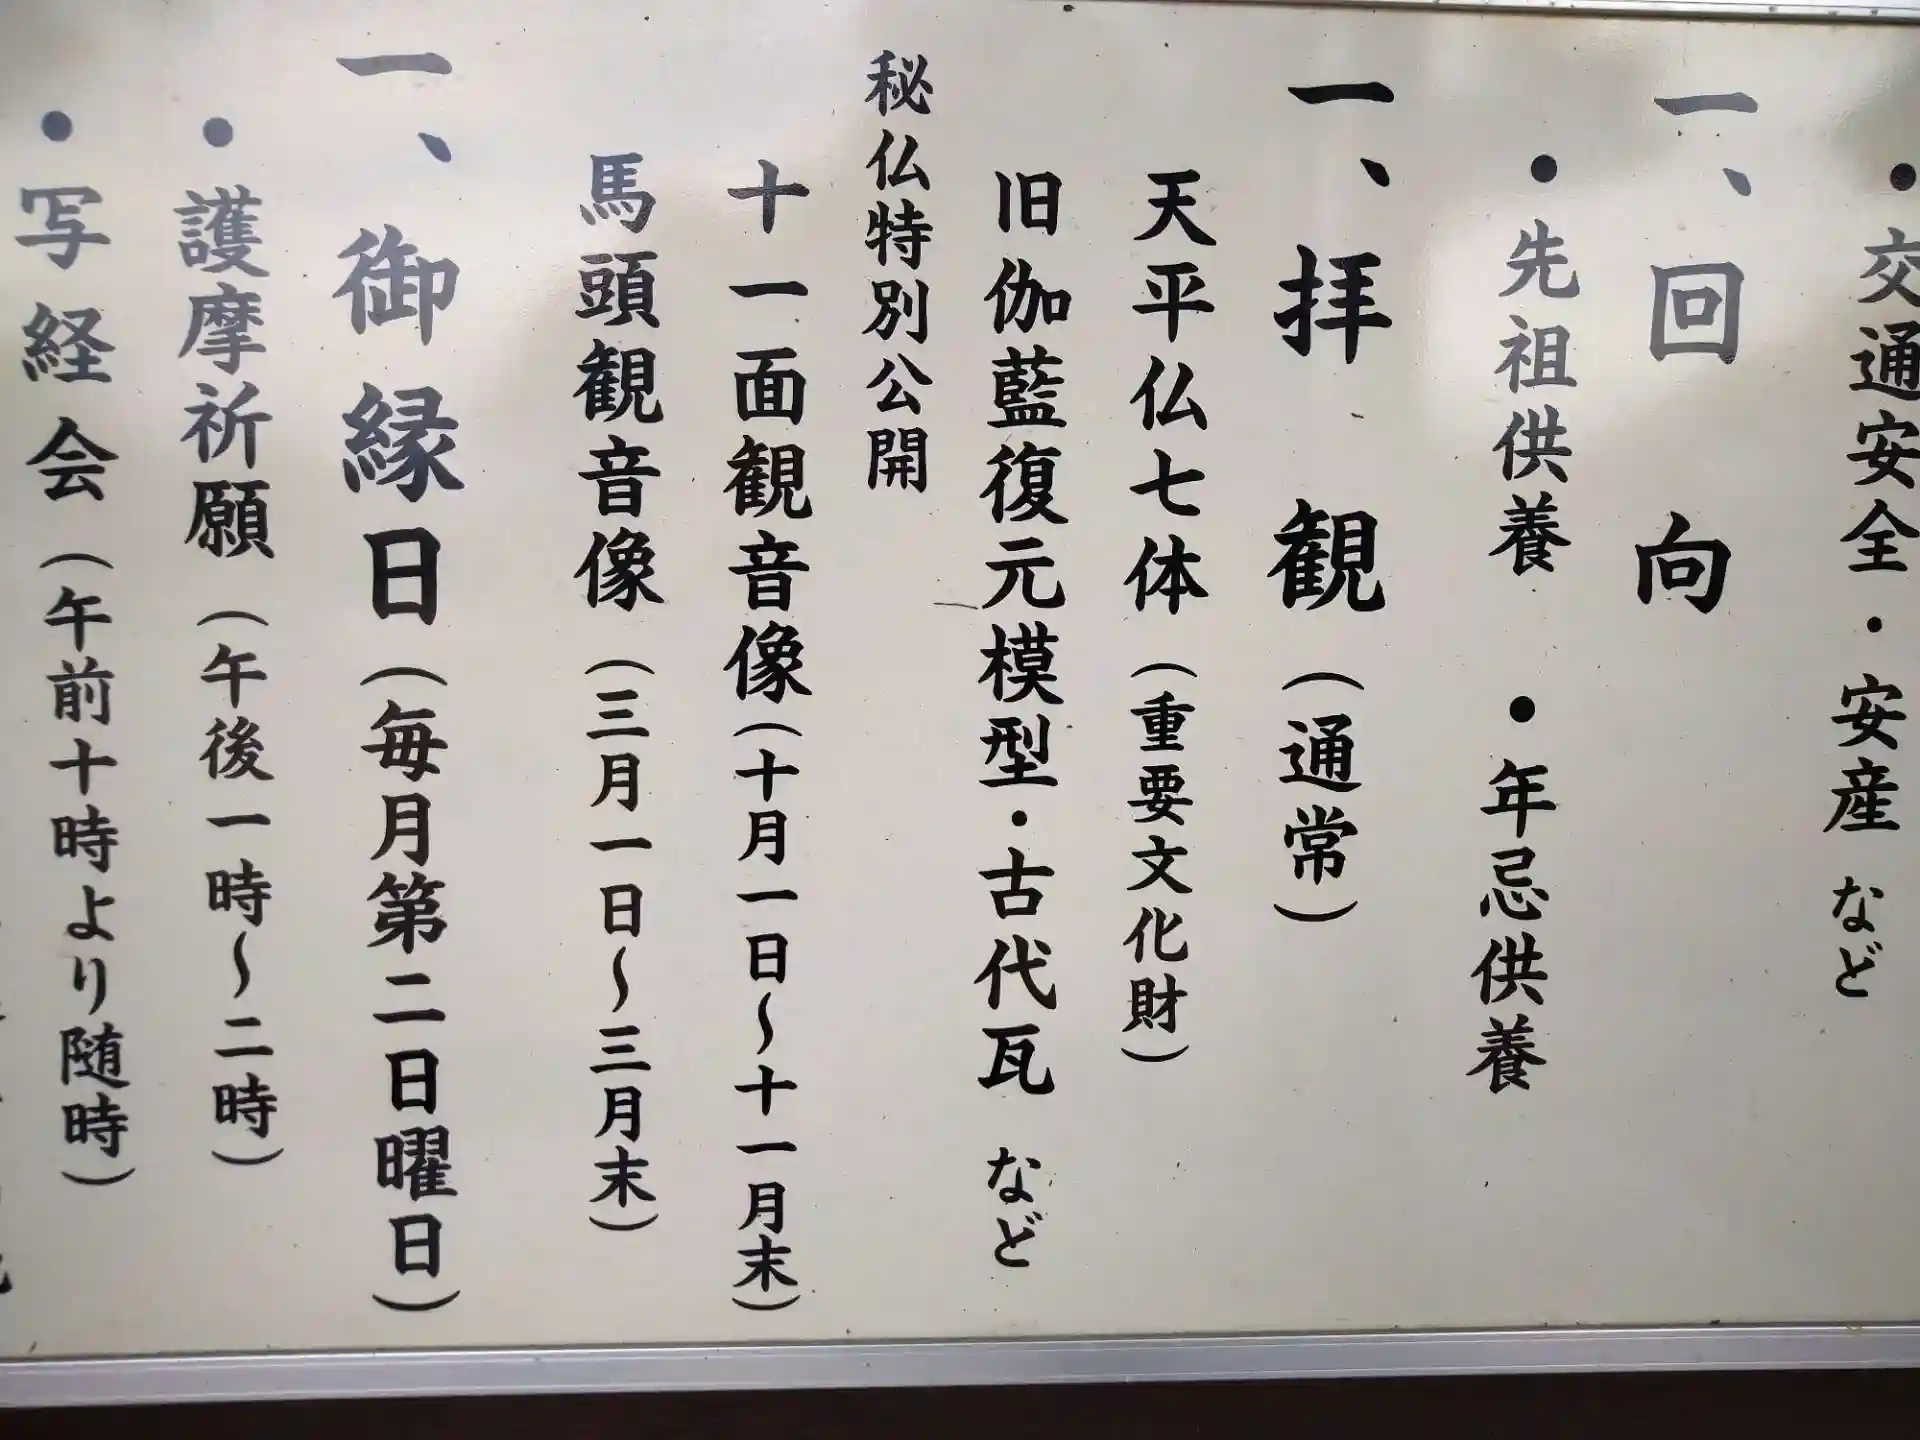 ・交通安全・安産 など
一、回向
・先祖供養 ・年忌供養
一、拝観（通常）
天平仏七体（重要文化財）
旧伽藍復元模型・古代瓦 など
秘仏特別公開
十一面観音像（十月一日～十一月末）
馬頭観音像（三月一日～三月末）
一、御縁日（毎月第二日曜日）
・護摩祈願（午後一時～二時）
・写経会（午前十時より随時）